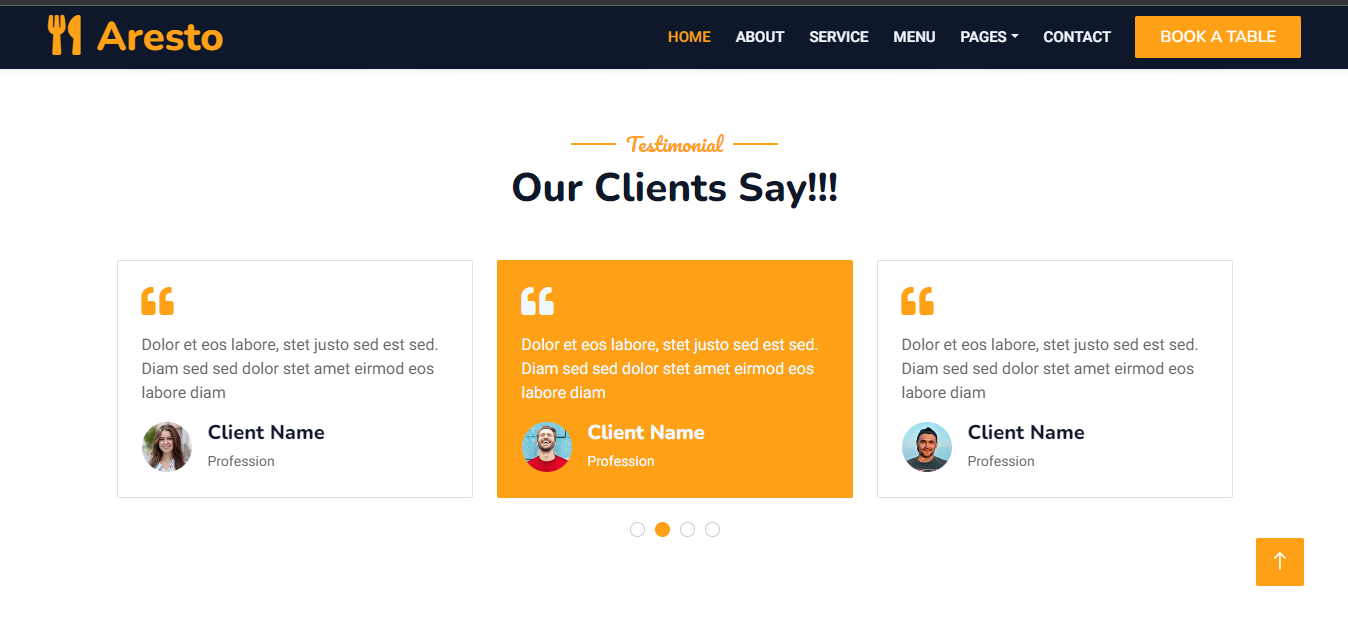 Aresto
HOME ABOUT SERVICE MENU PAGES CONTACT BOOK A TABLE
Testimonial
Our Clients Say!!!
Dolor et eos labore, stet justo sed est sed.
Diam sed sed dolor stet amet eirmod eos
labore diam
Client Name
Profession
Dolor et eos labore, stet justo sed est sed.
Diam sed sed dolor stet amet eirmod eos
labore diam
Client Name
Profession
Dolor et eos labore, stet justo sed est sed.
Diam sed sed dolor stet amet eirmod eos
labore diam
Client Name
Profession